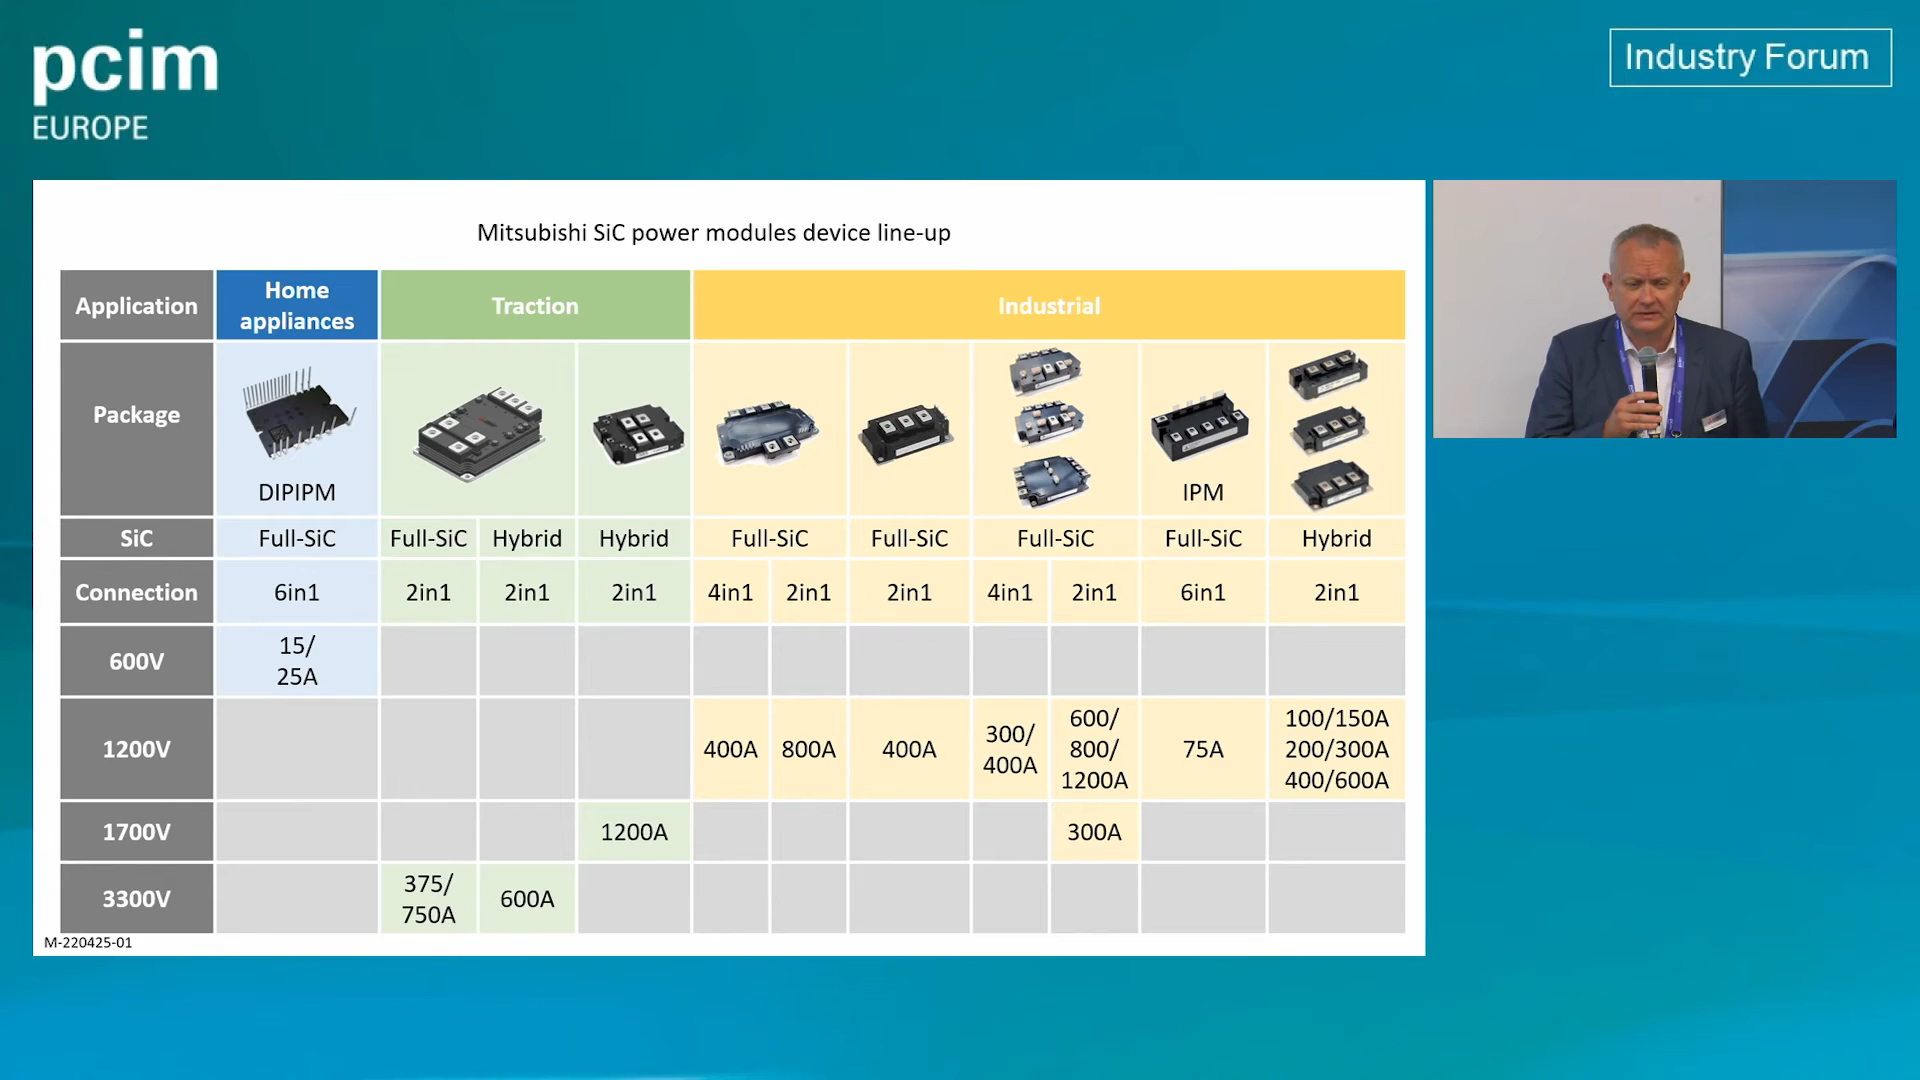 pcim
EUROPE
Industry Forum
Mitsubishi SiC power modules device line-up
Application
Home
appliances
Traction
Industrial
Package
DIPIPM
IPM
SiC
Full-SiC
Full-SiC
Hybrid
Hybrid
Full-SiC
Full-SiC
Full-SiC
Full-SiC
Hybrid
Connection
6in1
2in1
2in1
2in1
4in1
2in1
2in1
4in1
2in1
6in1
2in1
600V
15/
25A
1200V
400A
800A
400A
300/
400A
600/
800/
1200A
75A
100/150A
200/300A
400/600A
1700V
1200A
300A
3300V
375/
750A
600A
M-220425-01